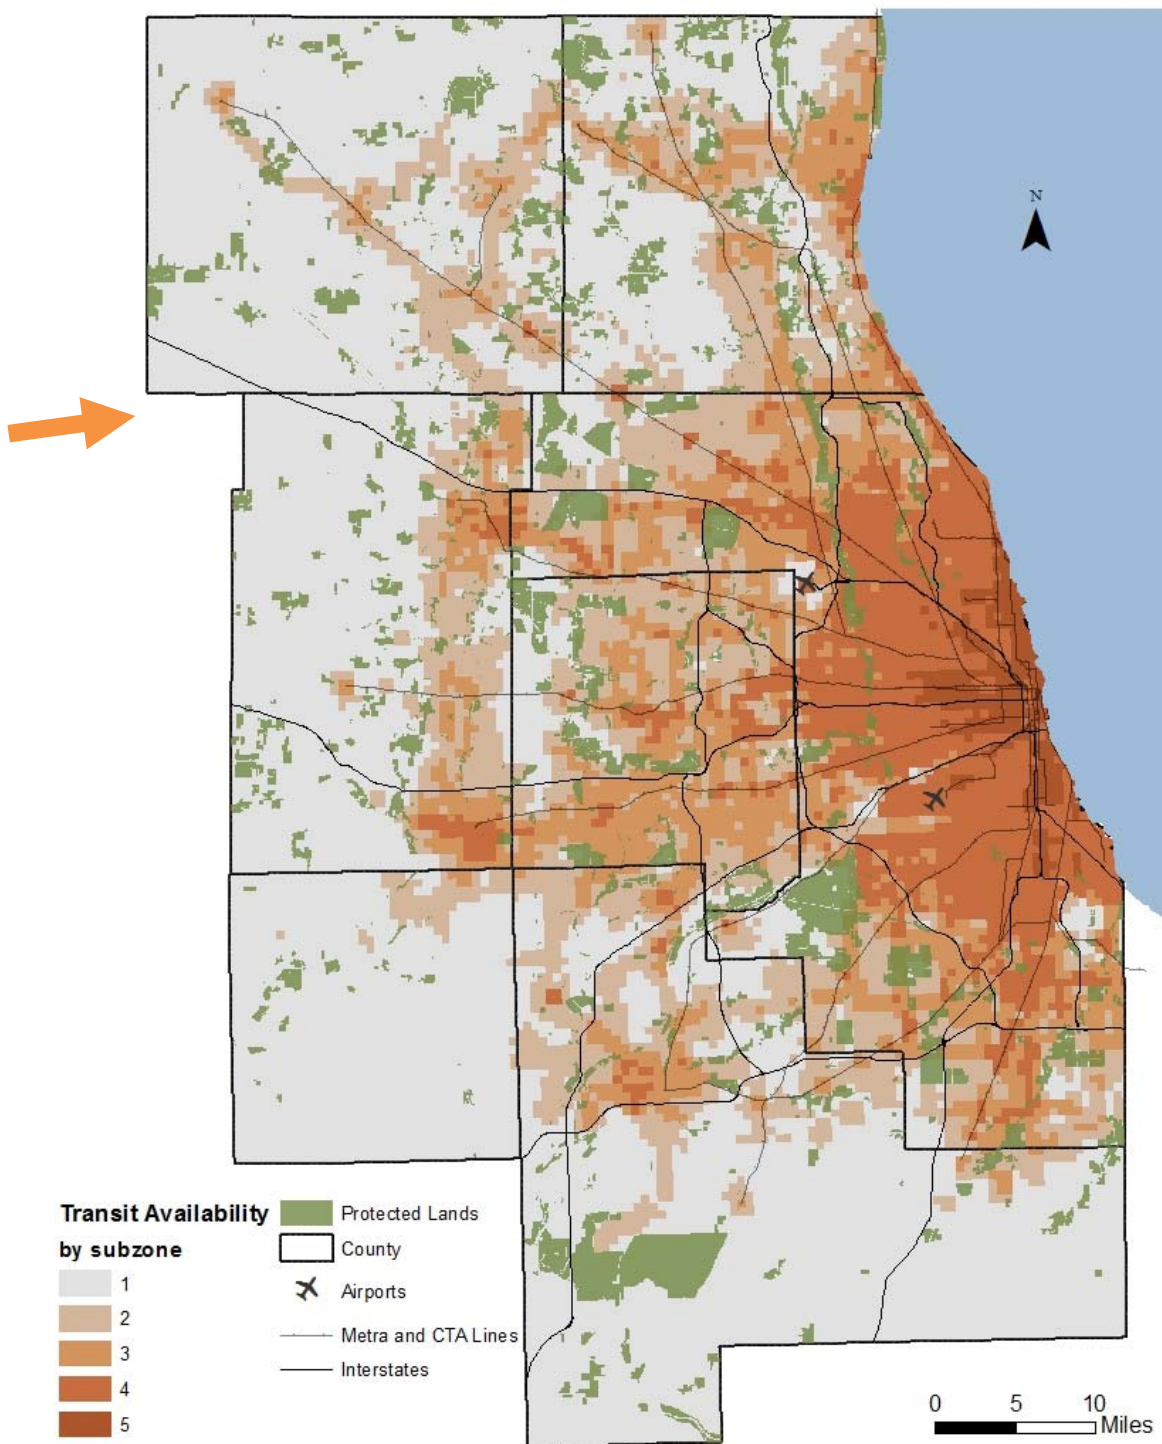 N
Transit Availability
by subzone
1
2
3
4
5
Protected Lands
County
Airports
Metra and CTA Lines
Interstates
0 5 10
Miles